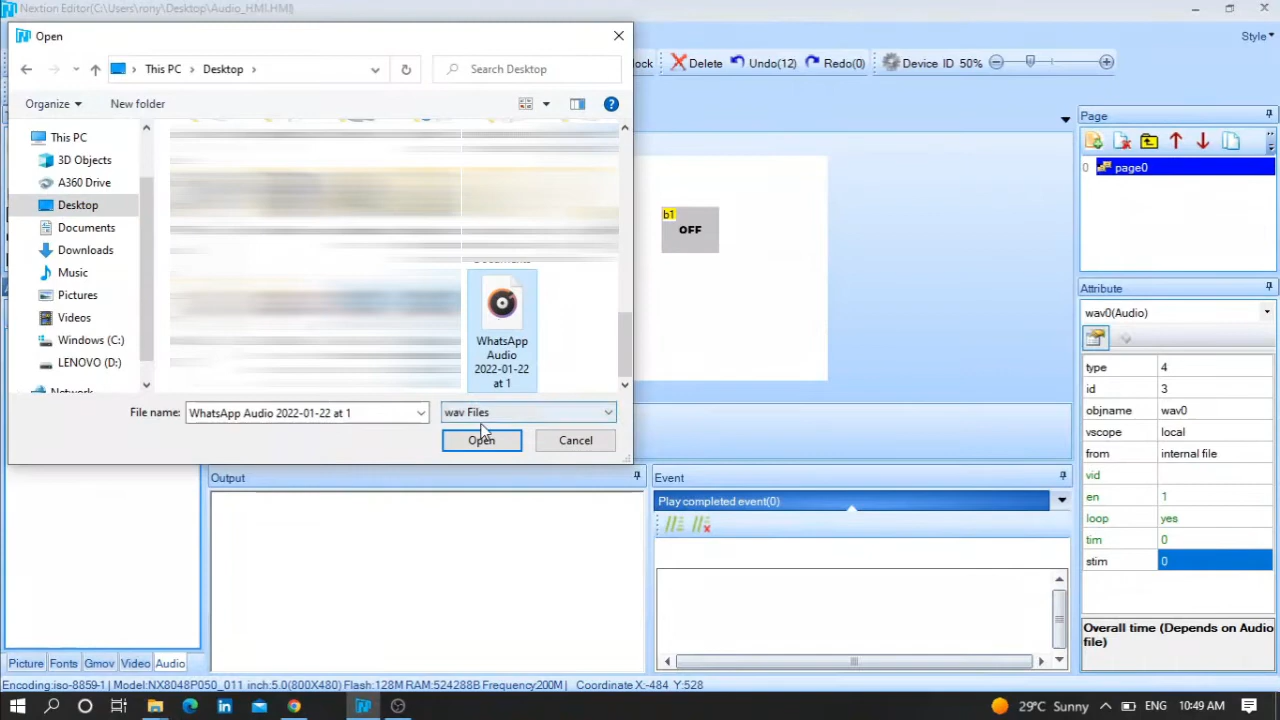 Nextion Editor(C:\Users\rony\Desktop\Audio_HMI.HMI)
Open
Style
This PC
Desktop
Search Desktop
lock
Delete
Undo(12)
Redo(0)
Device
ID
50%
Organize
New folder
Page
This PC
3D Objects
A360 Drive
Desktop
Documents
Downloads
Music
Pictures
Videos
Windows (C:)
LENOVO (D:)
Network
0
page0
b1
OFF
WhatsApp
Audio
2022-01-22
at 1
File name:
WhatsApp Audio 2022-01-22 at 1
wav Files
Open
Cancel
Attribute
wav0(Audio)
type 4
id 3
objname wav0
vscope local
from internal file
vid
en 1
loop yes
tim 0
stim 0
Overall time (Depends on Audio
file)
Output
Event
Play completed event(0)
Picture
Fonts
Gmov
Video
Audio
Encoding:iso-8859-1| Model:NX8048P050_011 inch:5.0(800X480) Flash:128M RAM:524288B Frequency200M| Coordinate X-484 Y:528
29°C Sunny
ENG
10:49 AM